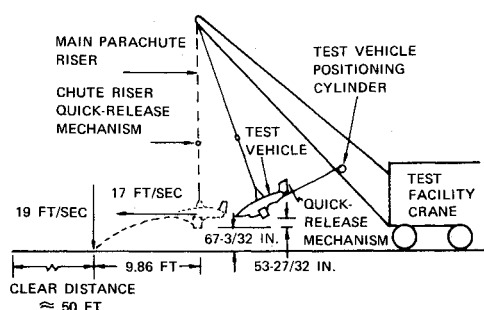 MAIN PARACHUTE
RISER
CHUTE RISER
QUICK-RELEASE
MECHANISM
TEST VEHICLE
POSITIONING
CYLINDER
TEST
VEHICLE
17 FT/SEC
19 FT/SEC
QUICK-
RELEASE
MECHANISM
TEST
FACILITY
CRANE
67-3/32 IN.
9.86 FT
53-27/32 IN.
CLEAR DISTANCE
≈ 50 FT